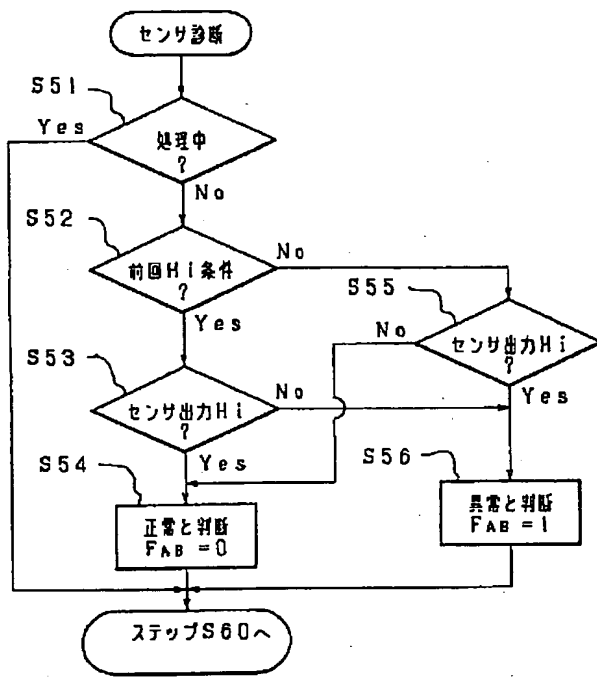 センサ診断
S51
Yes
処理中
?
No
S52
前回Hi条件
?
No
Yes
S55
No
センサ出力Hi
?
Yes
S53
センサ出力Hi
?
No
Yes
S54
正常と判断
FAB=0
S56
異常と判断
FAB=1
ステップS60へ